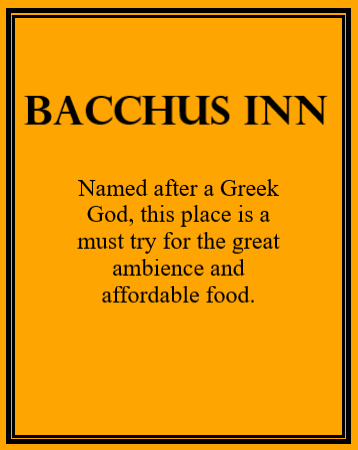 BACCHUS INN
Named after a Greek
God, this place is a
must try for the great
ambience and
affordable food.